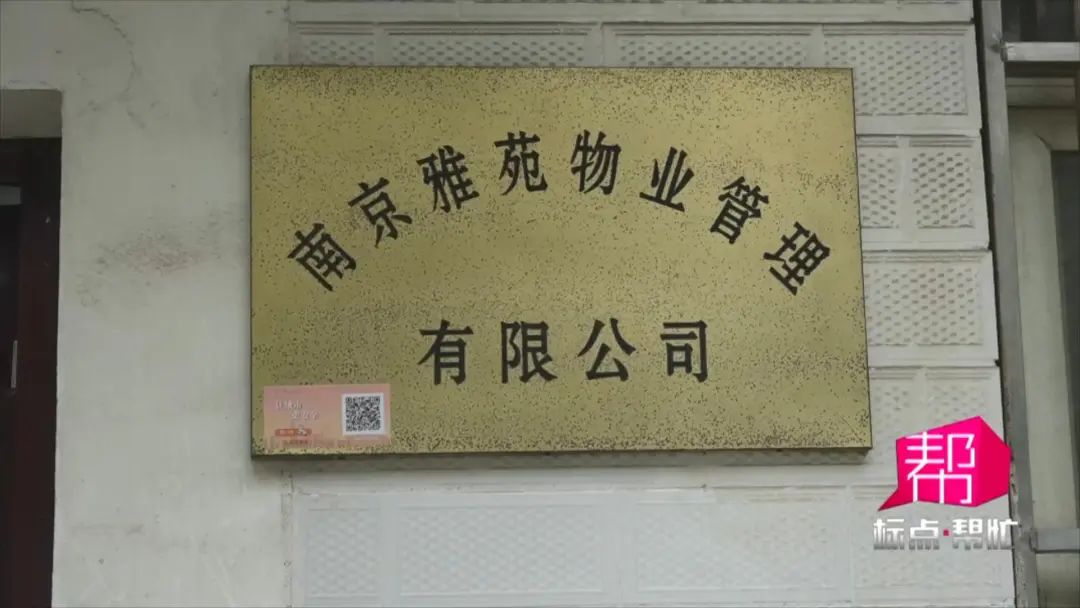 南京雅苑物业管理
有限公司
帮
标点·帮忙